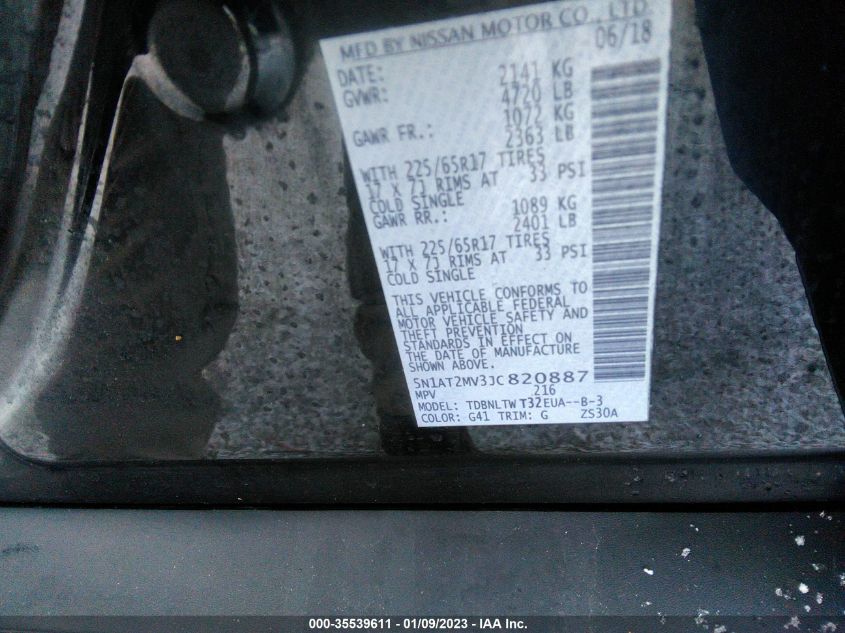 MFD BY NISSAN MOTOR CO., LTD.
DATE: 06/18
GVWR: 2141 KG
4720 LB
GAWR FR.: 1072 KG
2363 LB
WITH 225/65R17 TIRES
17 X 7J RIMS AT 33 PSI
COLD SINGLE
GAWR RR.: 1089 KG
2401 LB
WITH 225/65R17 TIRES
17 X 7J RIMS AT 33 PSI
COLD SINGLE
THIS VEHICLE CONFORMS TO
ALL APPLICABLE FEDERAL
MOTOR VEHICLE SAFETY AND
THEFT PREVENTION
STANDARDS IN EFFECT ON
THE DATE OF MANUFACTURE
SHOWN ABOVE.
5N1AT2MV3JC820887
MPV 216
MODEL: TDBNLTWT32EUA--B-3
COLOR: G41 TRIM: G ZS30A
000-35539611 - 01/09/2023 - IAA Inc.